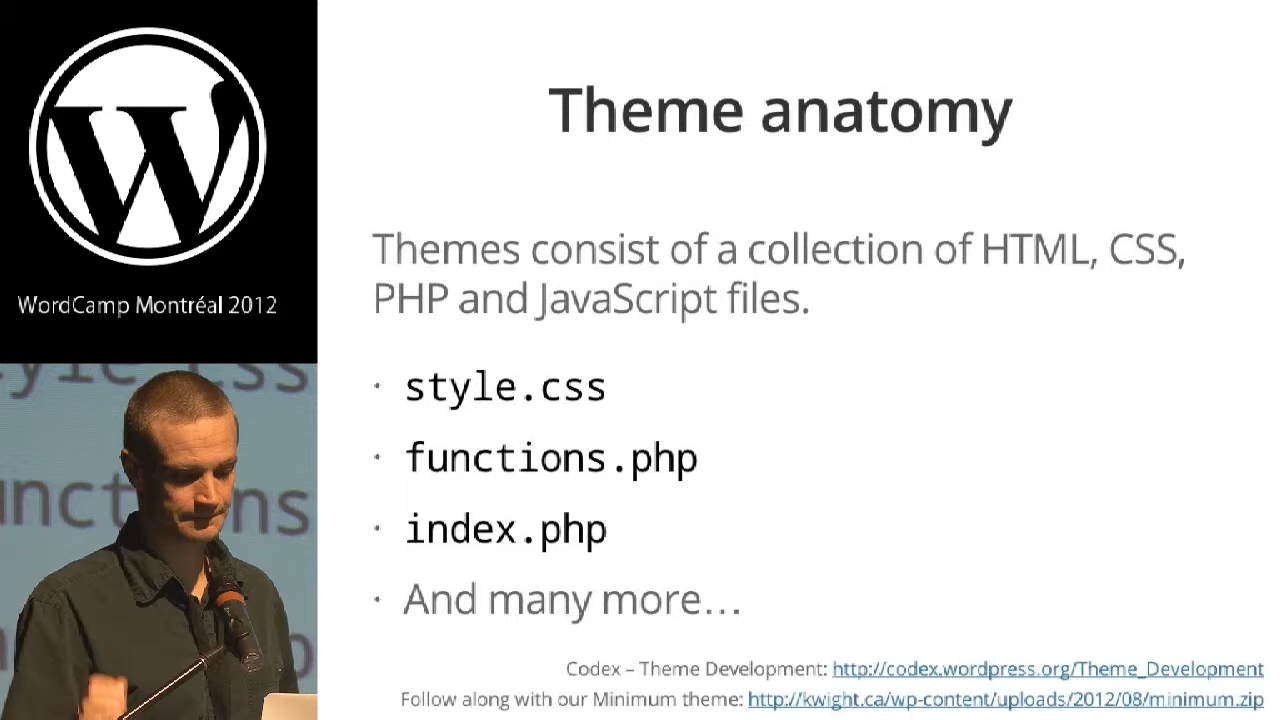 WordCamp Montréal 2012
Theme anatomy
Themes consist of a collection of HTML, CSS,
PHP and JavaScript files.
· style.css
· functions.php
· index.php
· And many more…
Codex – Theme Development: http://codex.wordpress.org/Theme_Development
Follow along with our Minimum theme: http://kwight.ca/wp-content/uploads/2012/08/minimum.zip